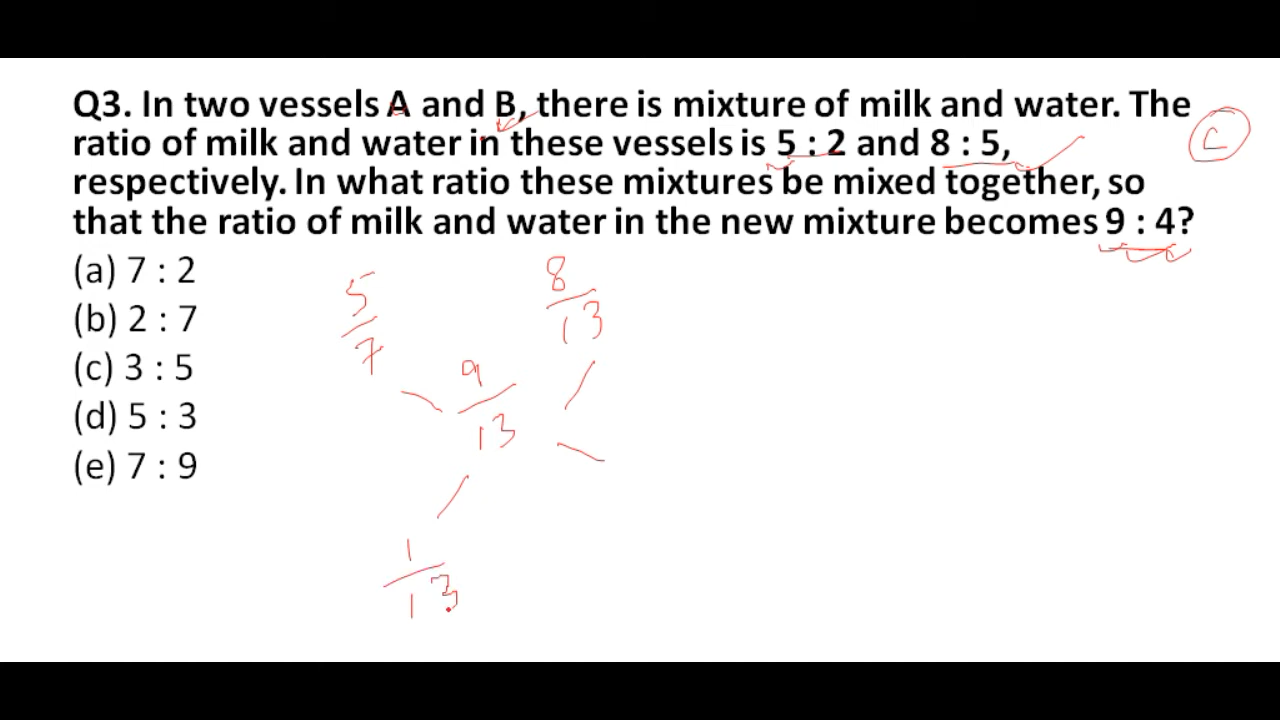 Q3. In two vessels A and B, there is mixture of milk and water. The
ratio of milk and water in these vessels is 5 : 2 and 8 : 5,
respectively. In what ratio these mixtures be mixed together, so
that the ratio of milk and water in the new mixture becomes 9 : 4?
(a) 7 : 2
(b) 2 : 7
(c) 3 : 5
(d) 5 : 3
(e) 7 : 9
5
7
8
13
9
13
1
13